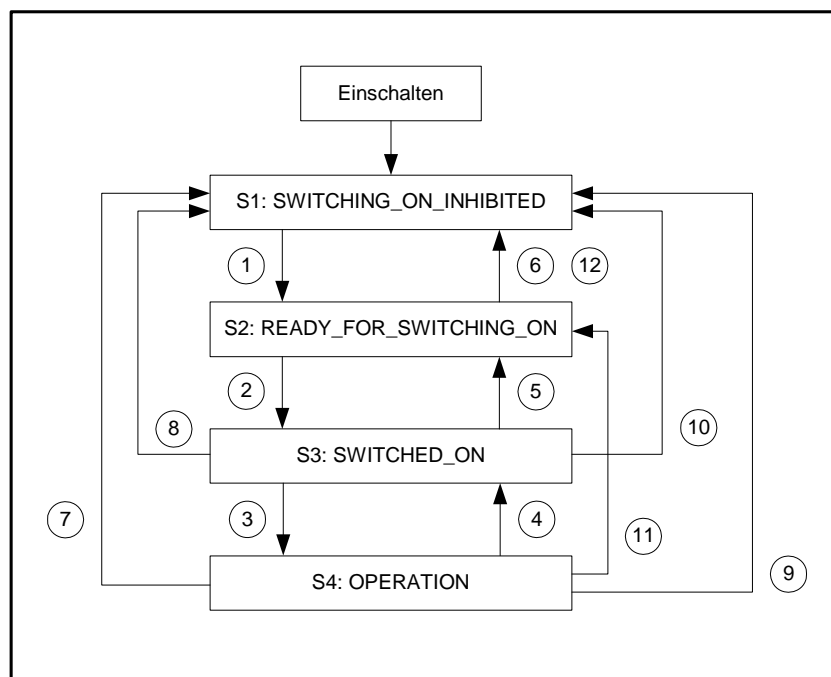 Einschalten
S1: SWITCHING_ON_INHIBITED
1
6
12
S2: READY_FOR_SWITCHING_ON
2
5
8
10
S3: SWITCHED_ON
7
3
4
11
S4: OPERATION
9